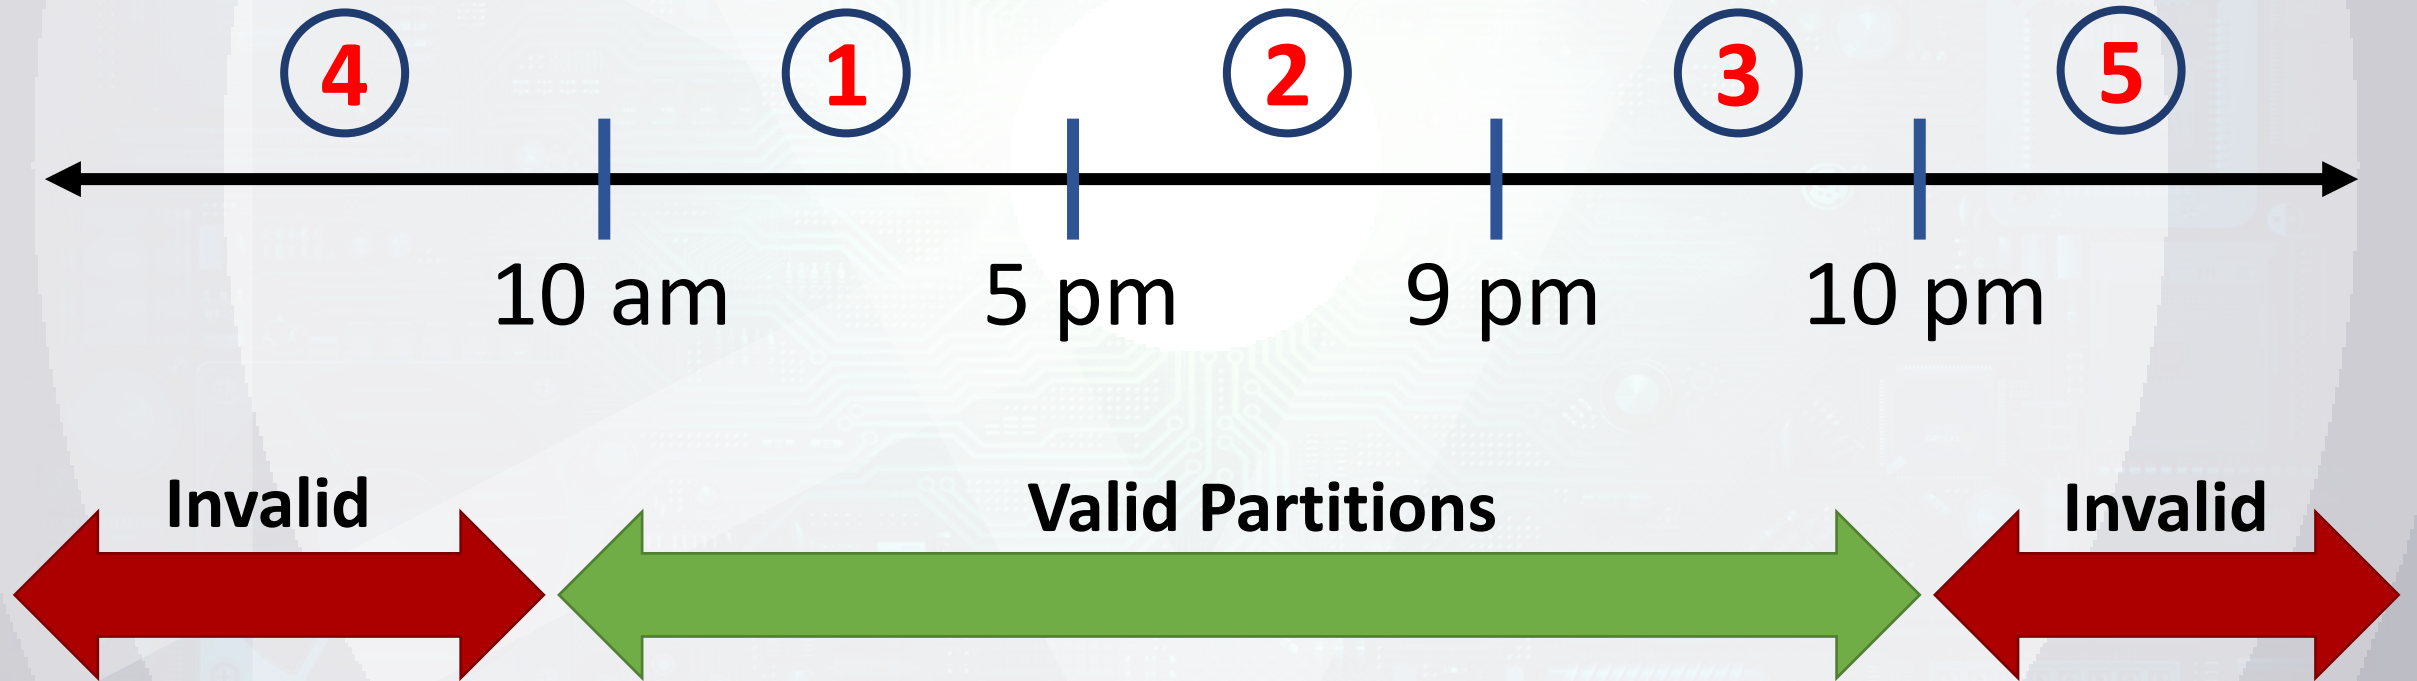 4 1 2 3 5
10 am 5 pm 9 pm 10 pm
Invalid Valid Partitions Invalid